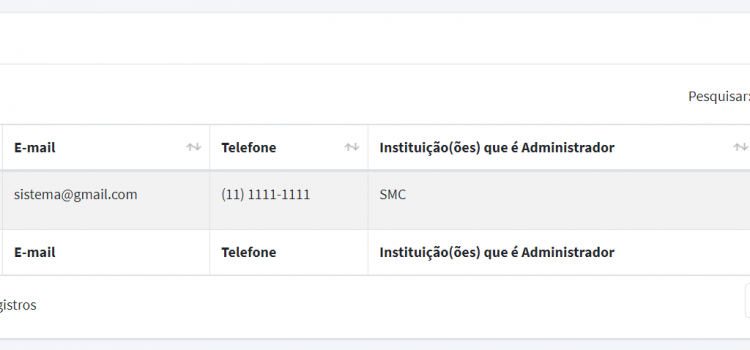 Pesquisar:
E-mail Telefone Instituição(ões) que é Administrador
sistema@gmail.com (11) 1111-1111 SMC
E-mail Telefone Instituição(ões) que é Administrador
gistros